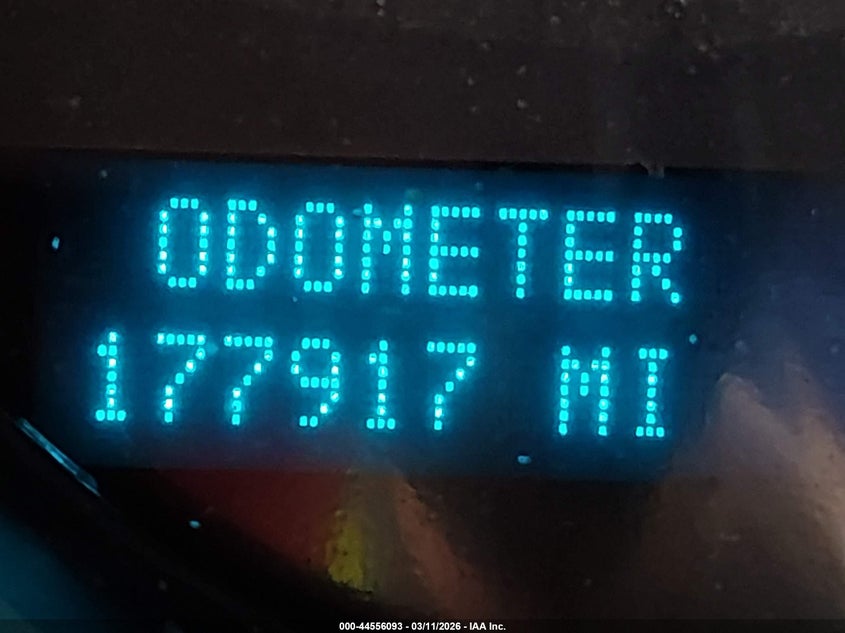 ODOMETER
177917 MI
000-44556093 - 03/11/2026 - IAA Inc.